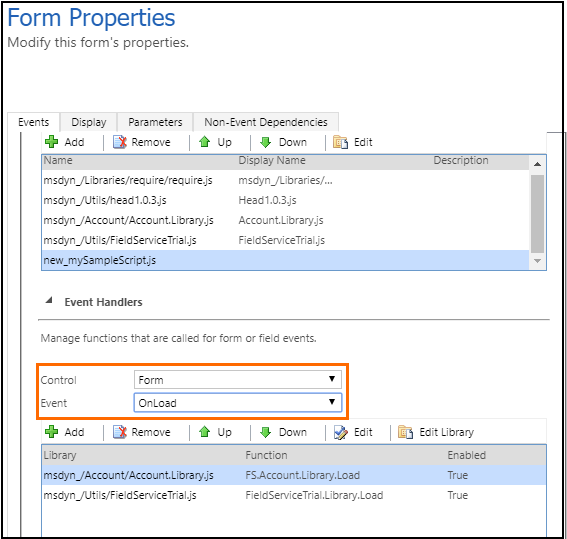 Form Properties
Modify this form's properties.
Events Display Parameters Non-Event Dependencies
Add Remove Up Down Edit
Name Display Name Description
msdyn_/Libraries/require/require.js msdyn_/Libraries/...
msdyn_/Utils/head1.0.3.js Head1.0.3.js
msdyn_/Account/Account.Library.js Account.Library.js
msdyn_/Utils/FieldServiceTrial.js FieldServiceTrial.js
new_mySampleScript.js
Event Handlers
Manage functions that are called for form or field events.
Control Form
Event OnLoad
Add Remove Up Down Edit Edit Library
Library Function Enabled
msdyn_/Account/Account.Library.js FS.Account.Library.Load True
msdyn_/Utils/FieldServiceTrial.js FieldServiceTrial.Library.Load True